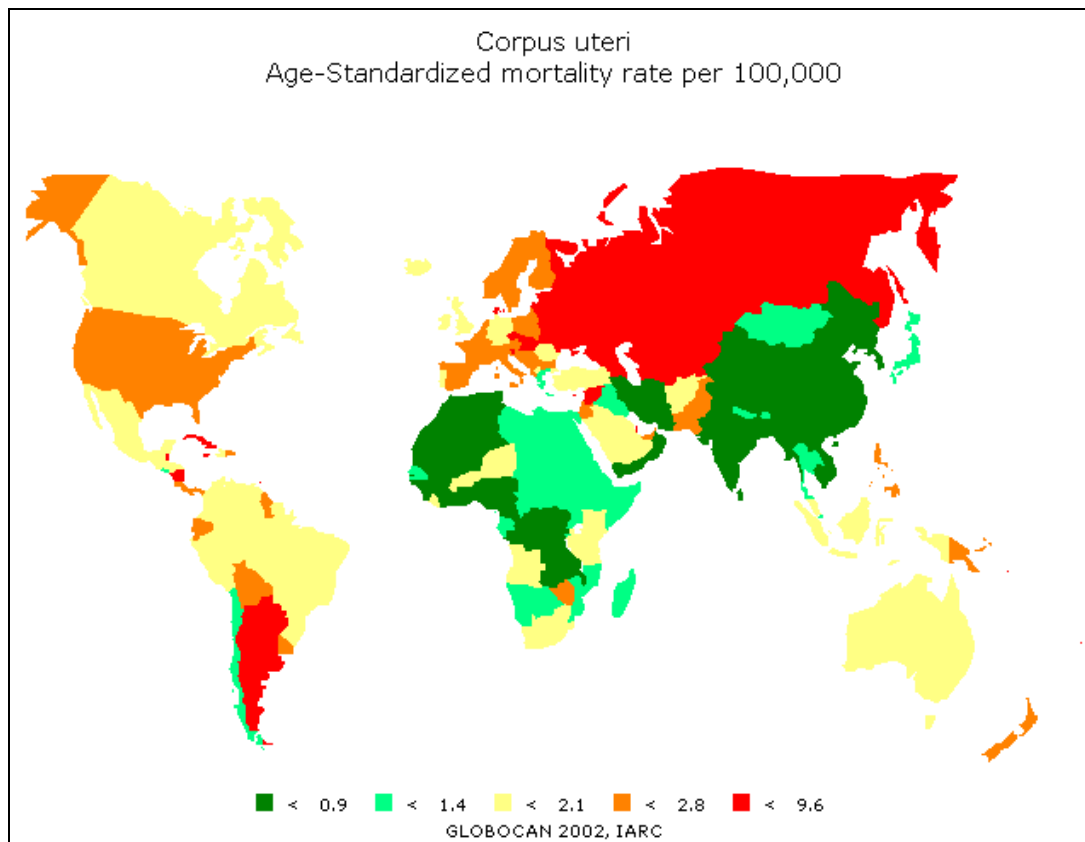 Corpus uteri
Age-Standardized mortality rate per 100,000
< 0.9 < 1.4 < 2.1 < 2.8 < 9.6
GLOBOCAN 2002, IARC